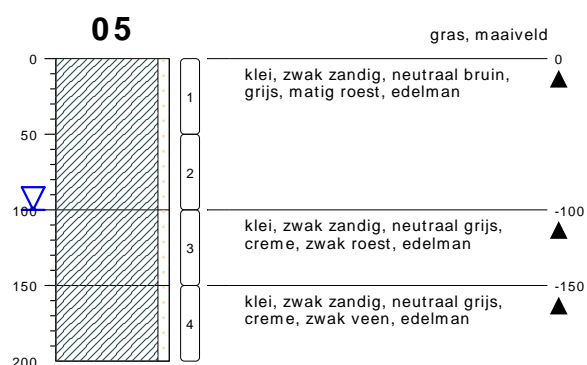 05
gras, maaiveld
0
0
klei, zwak zandig, neutraal bruin,
grijs, matig roest, edelman
1
50
2
100
-100
klei, zwak zandig, neutraal grijs,
creme, zwak roest, edelman
3
150
-150
klei, zwak zandig, neutraal grijs,
creme, zwak veen, edelman
4
200